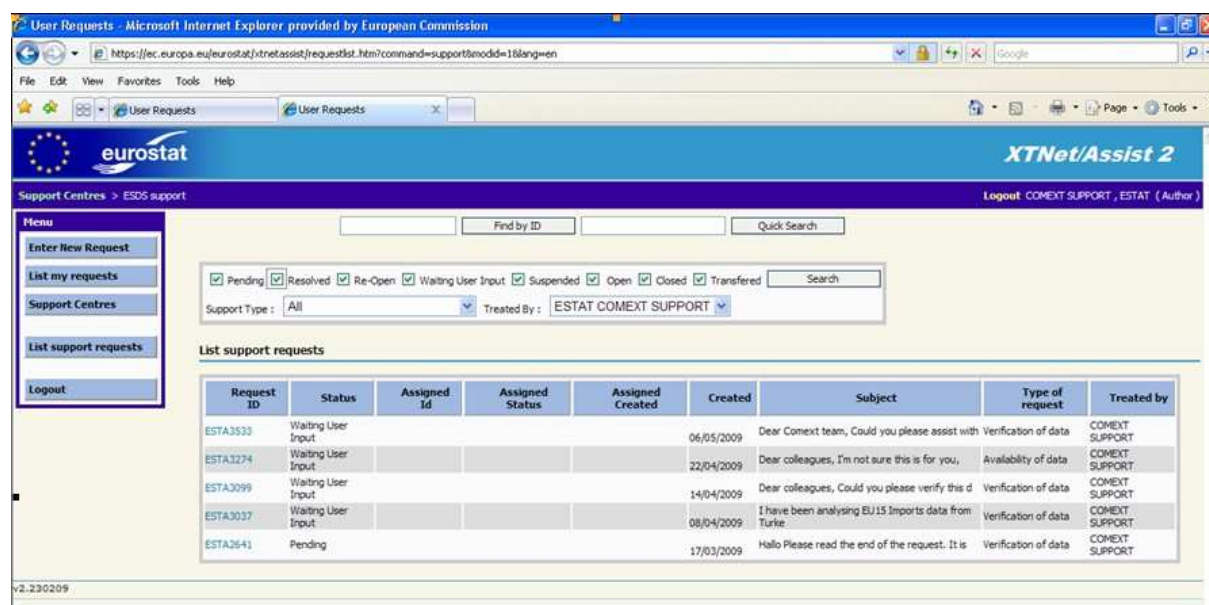 User Requests - Microsoft Internet Explorer provided by European Commission
https://ec.europa.eu/eurostat/xtnetassist/requestlist.htm?command=support&modid=1&lang=en
Google
File Edit View Favorites Tools Help
User Requests User Requests Page Tools
eurostat XTNet/Assist 2
Support Centres > ESDS support Logout COMEXT SUPPORT , ESTAT ( Author )
Menu
Find by ID Quick Search
Enter New Request
List my requests
Pending Resolved Re-Open Waiting User Input Suspended Open Closed Transfered Search
Support Centres
Support Type : All Treated By : ESTAT COMEXT SUPPORT
List support requests
List support requests
Logout
Request ID Status Assigned Id Assigned Status Assigned Created Created Subject Type of request Treated by
ESTA3533 Waiting User Input 06/05/2009 Dear Comext team, Could you please assist with Verification of data COMEXT SUPPORT
ESTA3274 Waiting User Input 22/04/2009 Dear colleagues, I'm not sure this is for you, Availability of data COMEXT SUPPORT
ESTA3099 Waiting User Input 14/04/2009 Dear colleagues, Could you please verify this d Verification of data COMEXT SUPPORT
ESTA3037 Waiting User Input 08/04/2009 I have been analysing EU15 Imports data from Turke Verification of data COMEXT SUPPORT
ESTA2641 Pending 17/03/2009 Hallo Please read the end of the request. It is Verification of data COMEXT SUPPORT
v2.230209